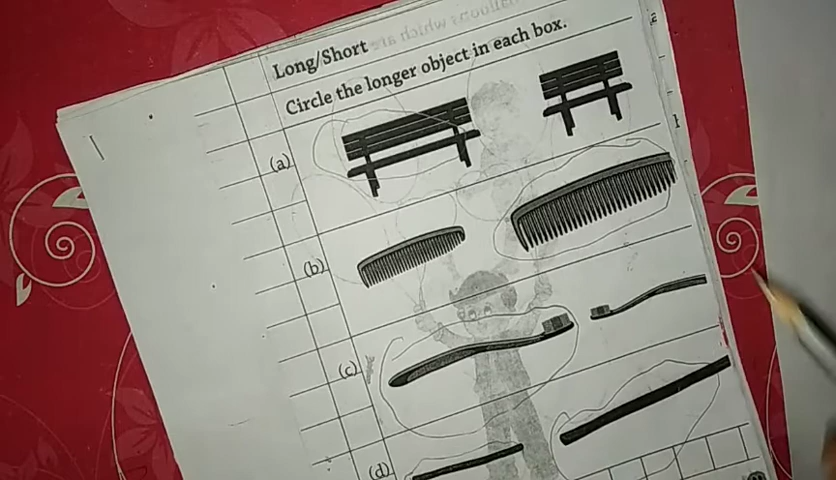 Long/Short
Circle the longer object in each box.
(a)
(b)
(c)
(d)